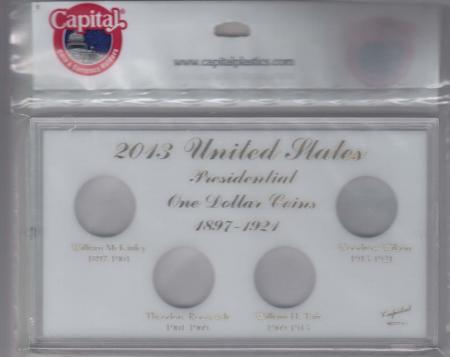 Capital.
www.capitalplastics.com
2013 United States
Presidential
One Dollar Coins
1897-1921
William McKinley
1897-1901
Woodrow Wilson
1913-1921
Theodore Roosevelt
1901-1909
William H. Taft
1909-1913
Capital